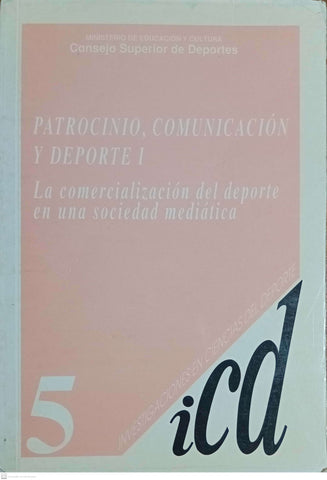 MINISTERIO DE EDUCACIÓN Y CULTURA
Consejo Superior de Deportes
PATROCINIO, COMUNICACIÓN
Y DEPORTE I
La comercialización del deporte
en una sociedad mediática
INVESTIGACIONES EN CIENCIAS DEL DEPORTE
5
icd